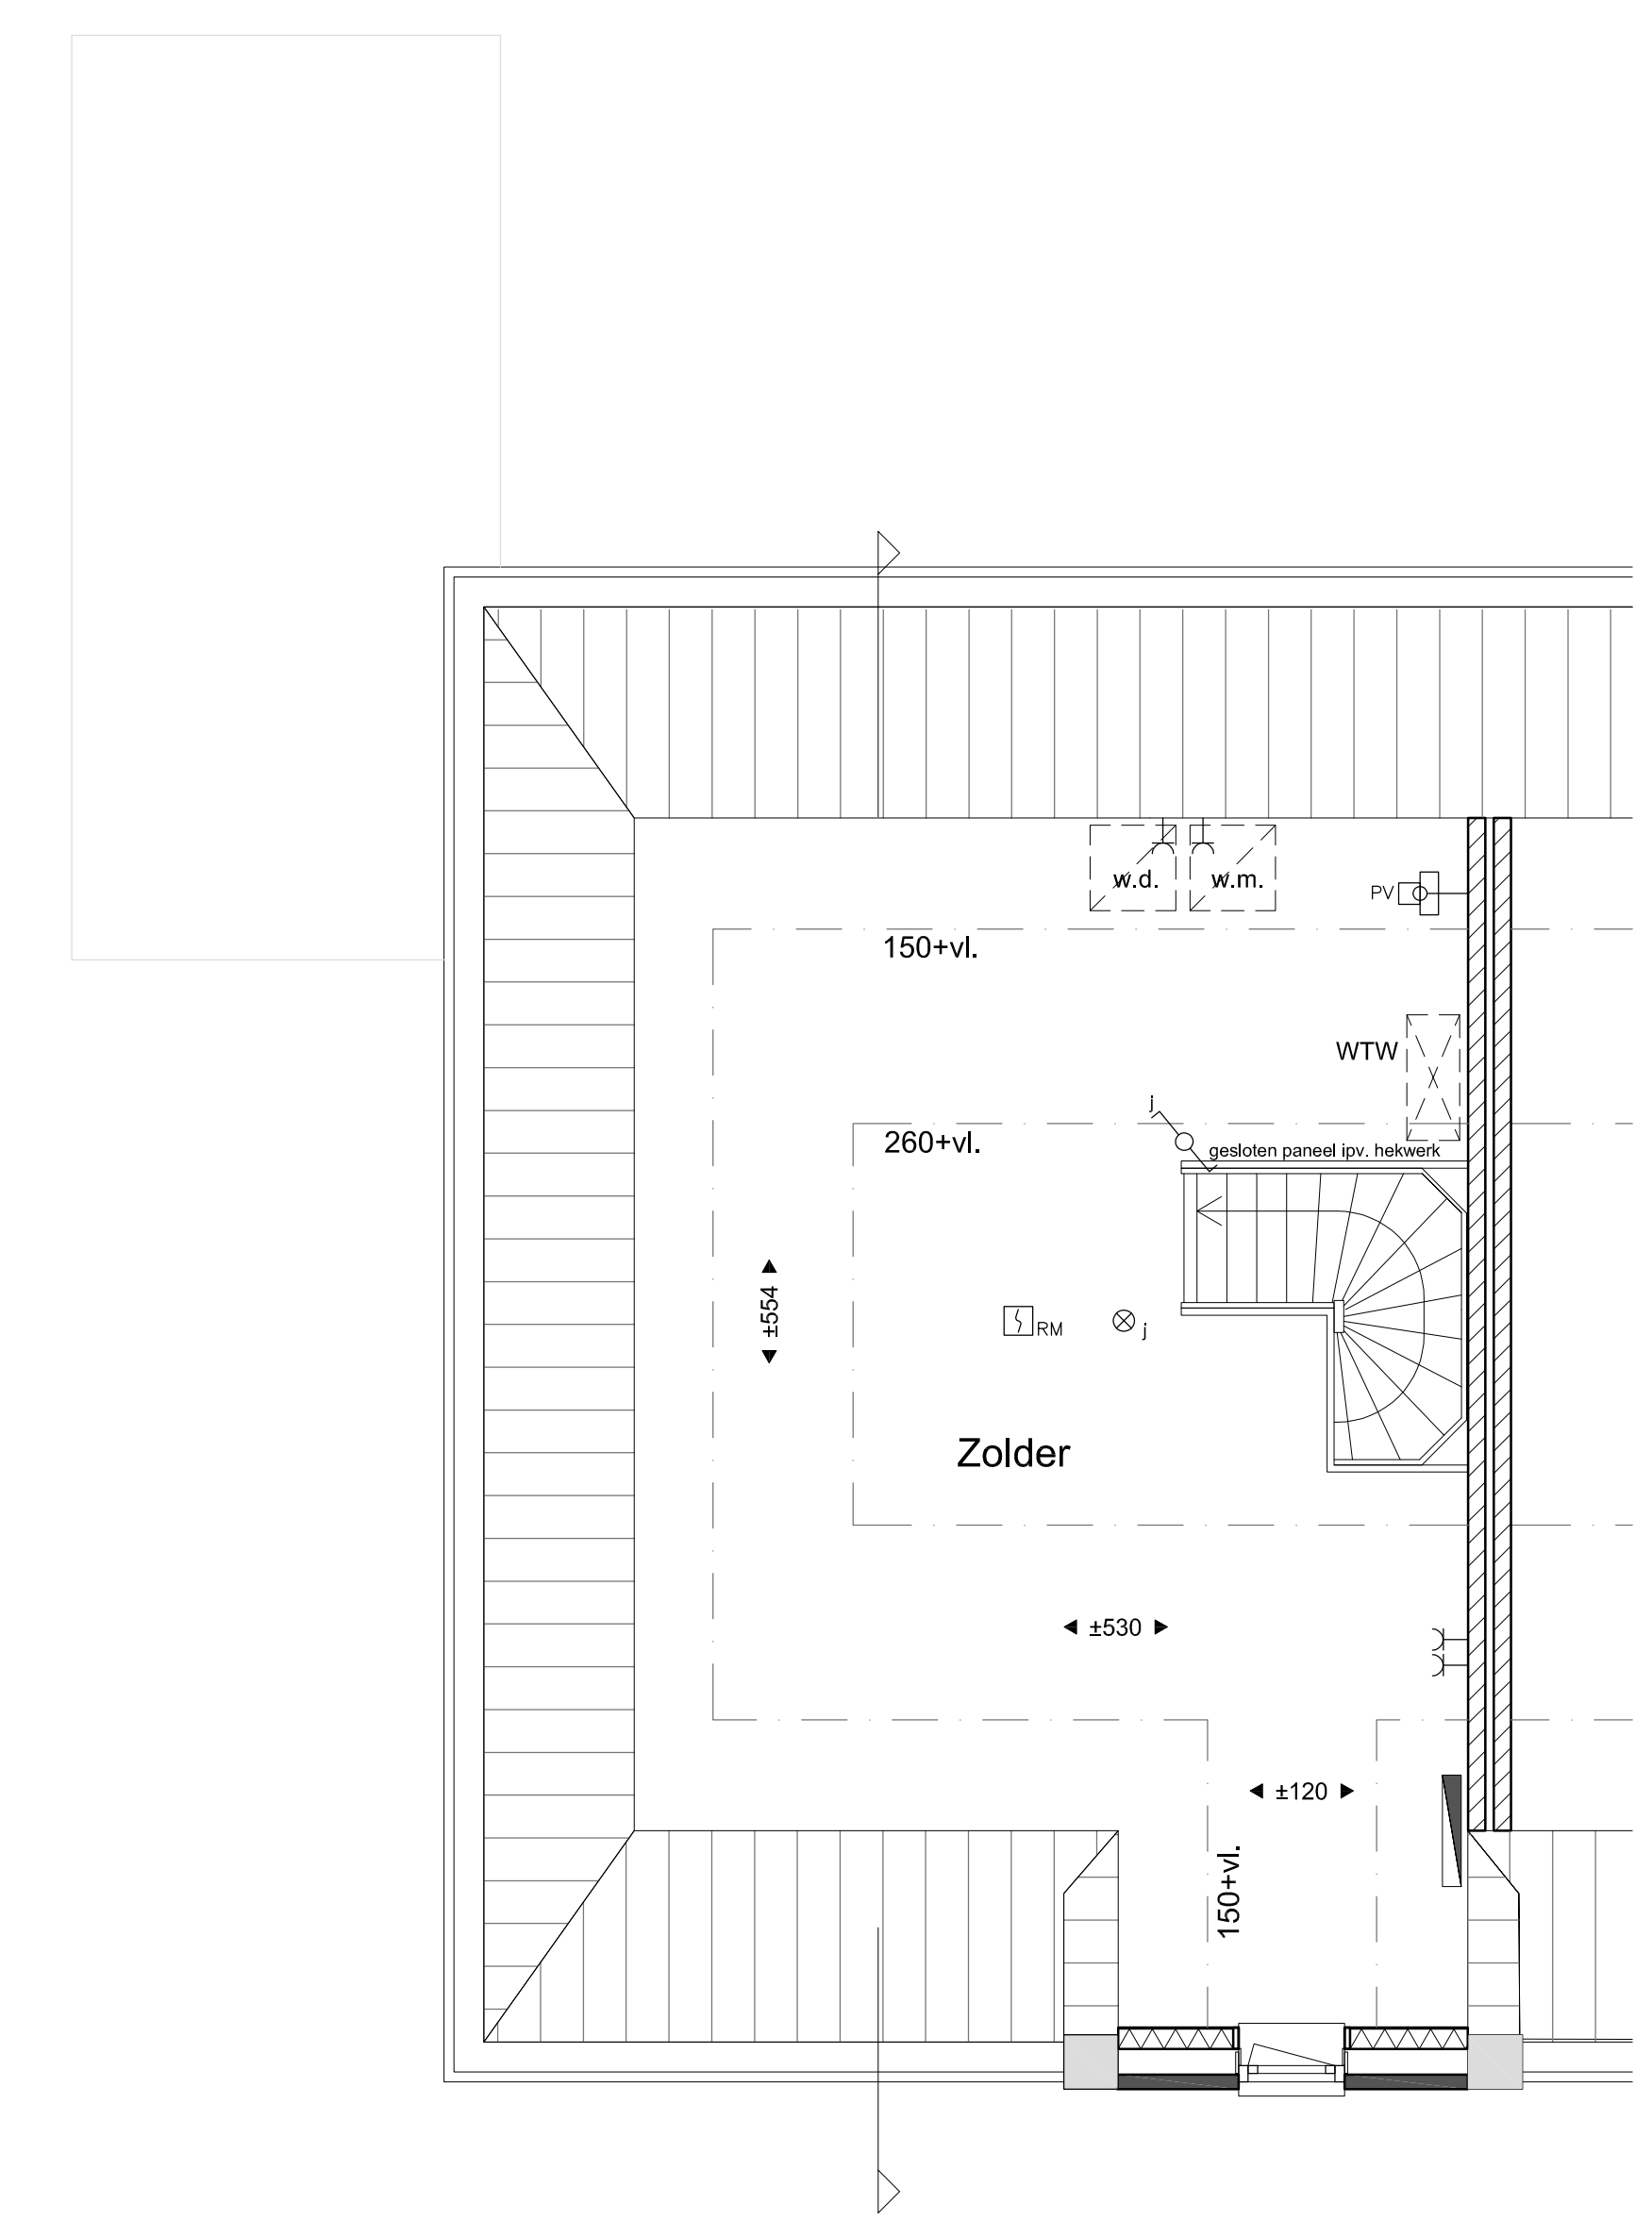 w.d.
w.m.
PV
150+vl.
WTW
j
260+vl.
gesloten paneel ipv. hekwerk
±554
RM
j
Zolder
±530
±120
150+vl.